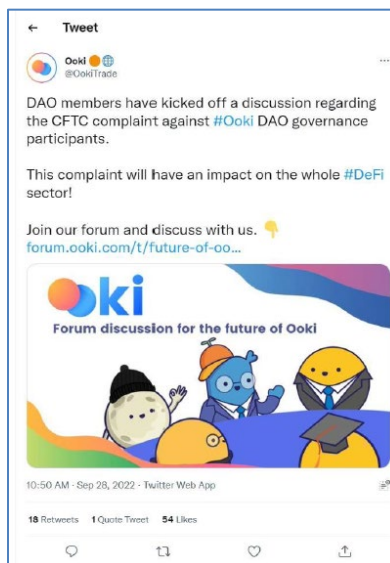 Tweet
Ooki
@OokiTrade
DAO members have kicked off a discussion regarding
the CFTC complaint against #Ooki DAO governance
participants.
This complaint will have an impact on the whole #DeFi
sector!
Join our forum and discuss with us. 👇
forum.ooki.com/t/future-of-oo...
ooki
Forum discussion for the future of Ooki
10:50 AM · Sep 28, 2022 · Twitter Web App
18 Retweets 1 Quote Tweet 54 Likes